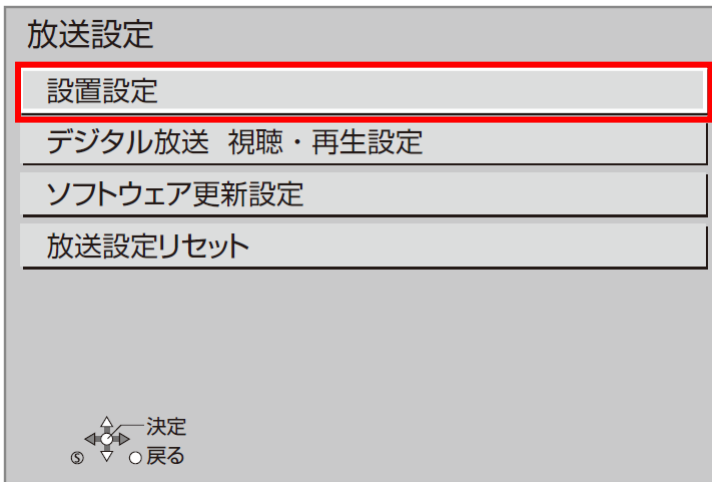 放送設定
設置設定
デジタル放送 視聴・再生設定
ソフトウェア更新設定
放送設定リセット
決定
Ⓢ 戻る